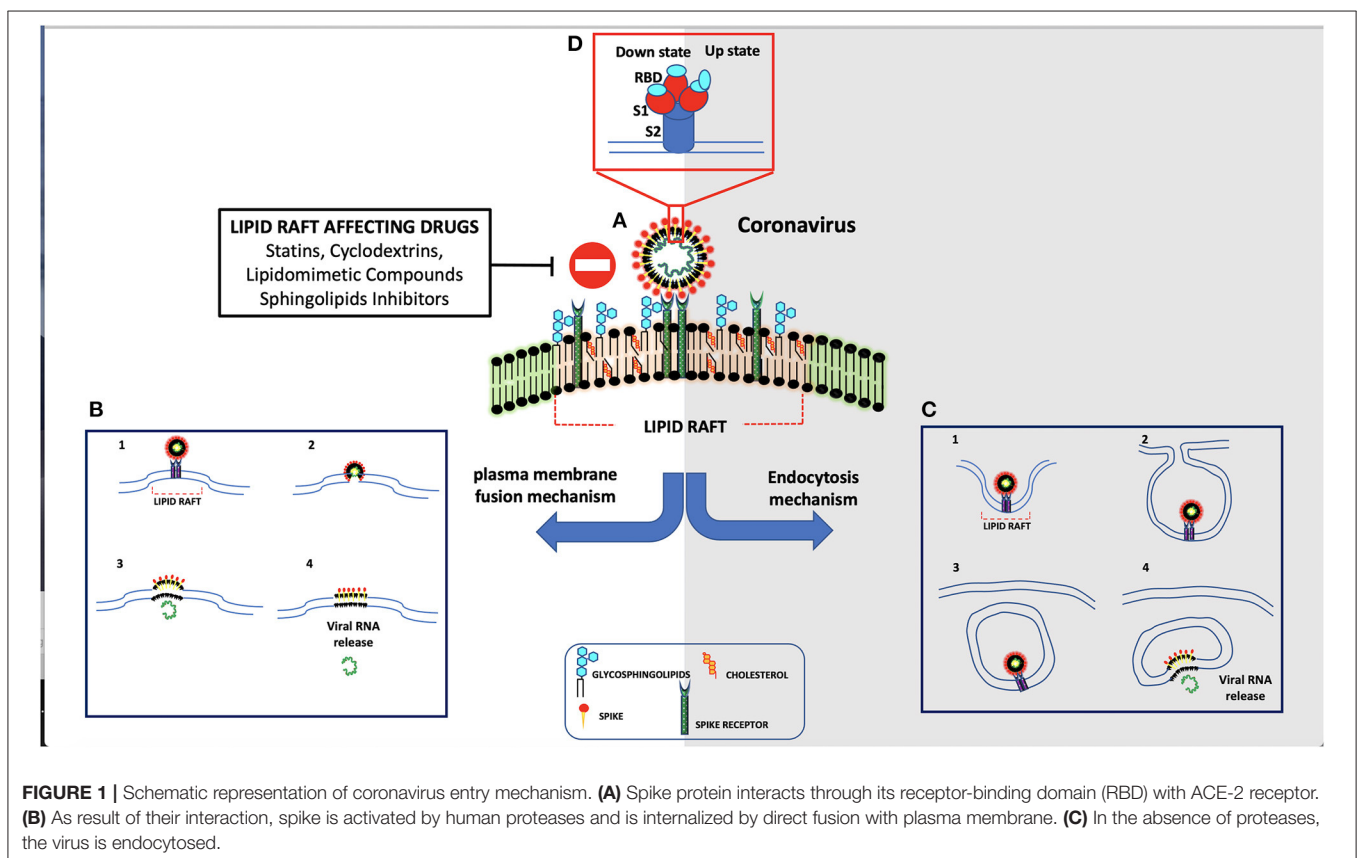 D
Down state
Up state
RBD
S1
S2
LIPID RAFT AFFECTING DRUGS
Statins, Cyclodextrins,
Lipidomimetic Compounds
Sphingolipids Inhibitors
A
Coronavirus
LIPID RAFT
plasma membrane
fusion mechanism
Endocytosis
mechanism
B
1
LIPID RAFT
2
3
4
Viral RNA
release
C
1
LIPID RAFT
2
3
4
Viral RNA
release
GLYCOSPHINGOLIPIDS
CHOLESTEROL
SPIKE
SPIKE RECEPTOR
FIGURE 1 | Schematic representation of coronavirus entry mechanism. (A) Spike protein interacts through its receptor-binding domain (RBD) with ACE-2 receptor.
(B) As result of their interaction, spike is activated by human proteases and is internalized by direct fusion with plasma membrane. (C) In the absence of proteases,
the virus is endocytosed.